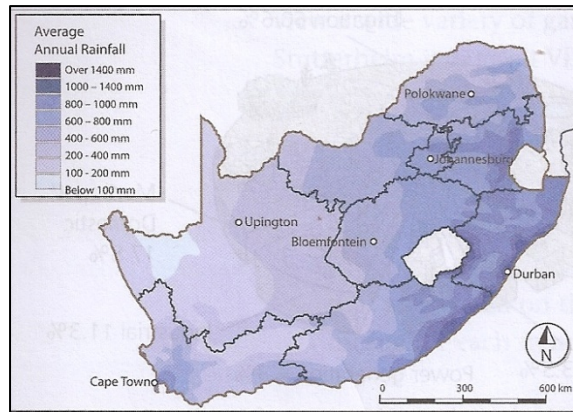 Average
Annual Rainfall
Over 1400 mm
1000 – 1400 mm
800 – 1000 mm
600 – 800 mm
400 - 600 mm
200 - 400 mm
100 - 200 mm
Below 100 mm
Polokwane
Johannesburg
Upington
Bloemfontein
Durban
Cape Town
N
0 300 600 km